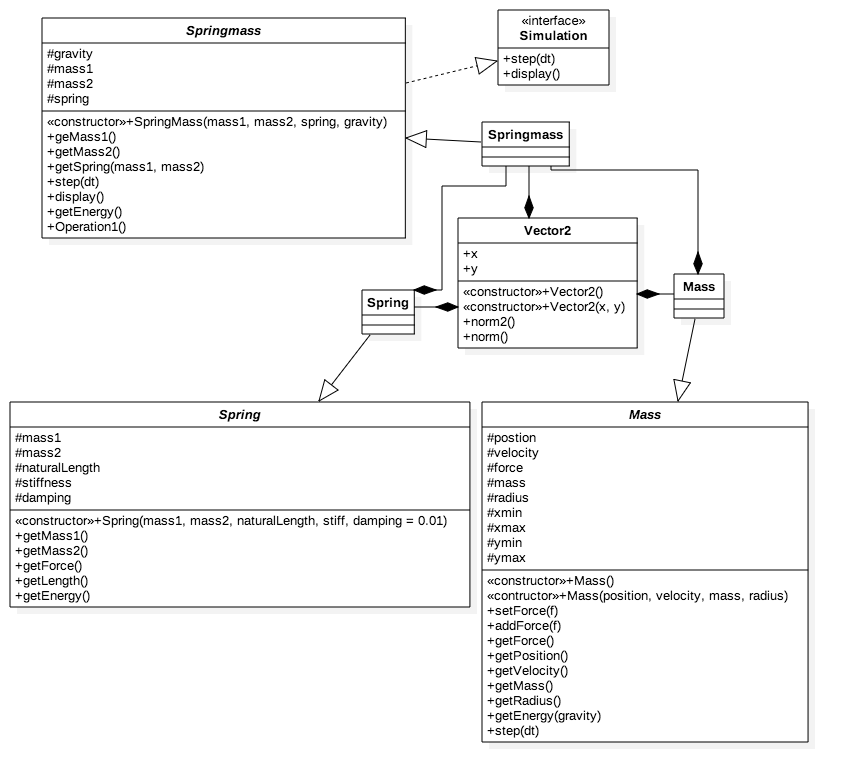 Springmass
#gravity
#mass1
#mass2
#spring
«constructor»+SpringMass(mass1, mass2, spring, gravity)
+geMass1()
+getMass2()
+getSpring(mass1, mass2)
+step(dt)
+display()
+getEnergy()
+Operation1()
«interface»
Simulation
+step(dt)
+display()
Springmass
Vector2
+x
+y
«constructor»+Vector2()
«constructor»+Vector2(x, y)
+norm2()
+norm()
Spring
Mass
Spring
#mass1
#mass2
#naturalLength
#stiffness
#damping
«constructor»+Spring(mass1, mass2, naturalLength, stiff, damping = 0.01)
+getMass1()
+getMass2()
+getForce()
+getLength()
+getEnergy()
Mass
#postion
#velocity
#force
#mass
#radius
#xmin
#xmax
#ymin
#ymax
«constructor»+Mass()
«contructor»+Mass(position, velocity, mass, radius)
+setForce(f)
+addForce(f)
+getForce()
+getPosition()
+getVelocity()
+getMass()
+getRadius()
+getEnergy(gravity)
+step(dt)